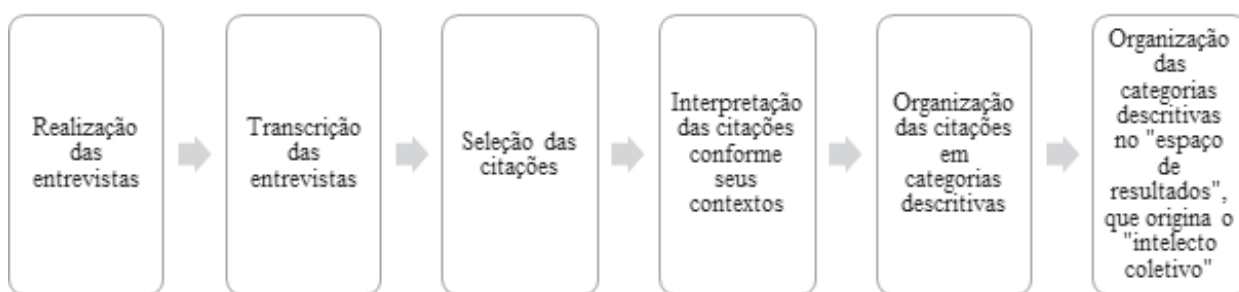 Realização
das
entrevistas
Transcrição
das
entrevistas
Seleção das
citações
Interpretação
das citações
conforme
seus
contextos
Organização
das citações
em
categorias
descritivas
Organização
das
categorias
descritivas
no "espaço
de
resultados",
que origina o
"intelecto
coletivo"